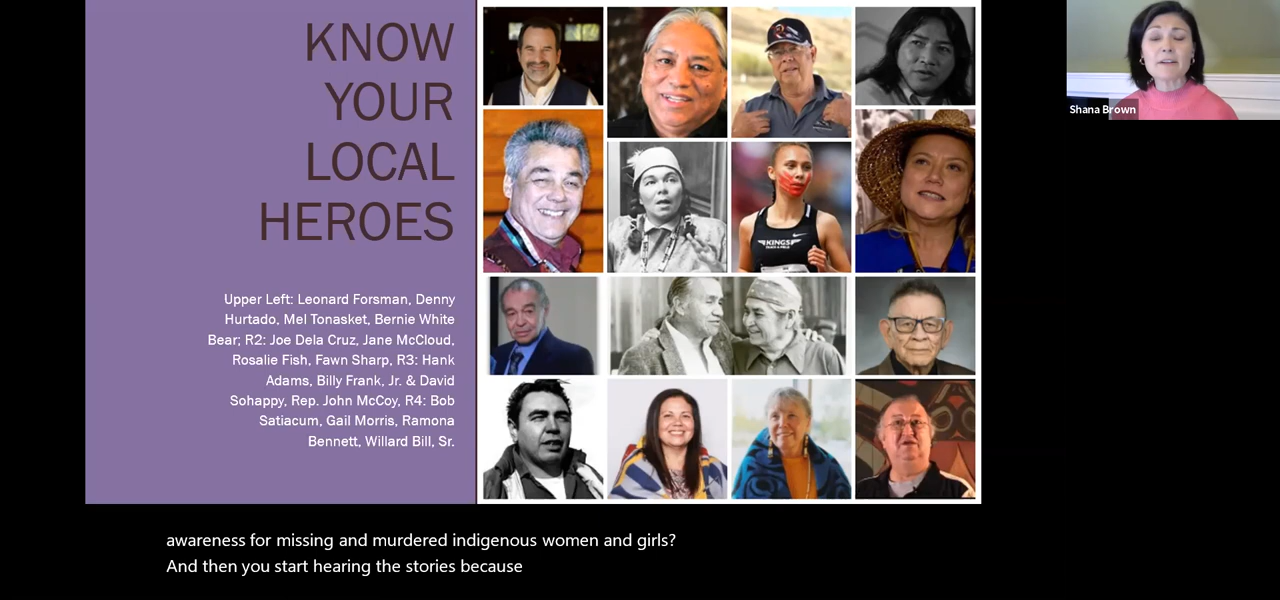 KNOW
YOUR
LOCAL
HEROES
Upper Left: Leonard Forsman, Denny
Hurtado, Mel Tonasket, Bernie White
Bear; R2: Joe Dela Cruz, Jane McCloud,
Rosalie Fish, Fawn Sharp, R3: Hank
Adams, Billy Frank, Jr. & David
Sohappy, Rep. John McCoy, R4: Bob
Satiacum, Gail Morris, Ramona
Bennett, Willard Bill, Sr.
KINGS
Shana Brown
awareness for missing and murdered indigenous women and girls?
And then you start hearing the stories because